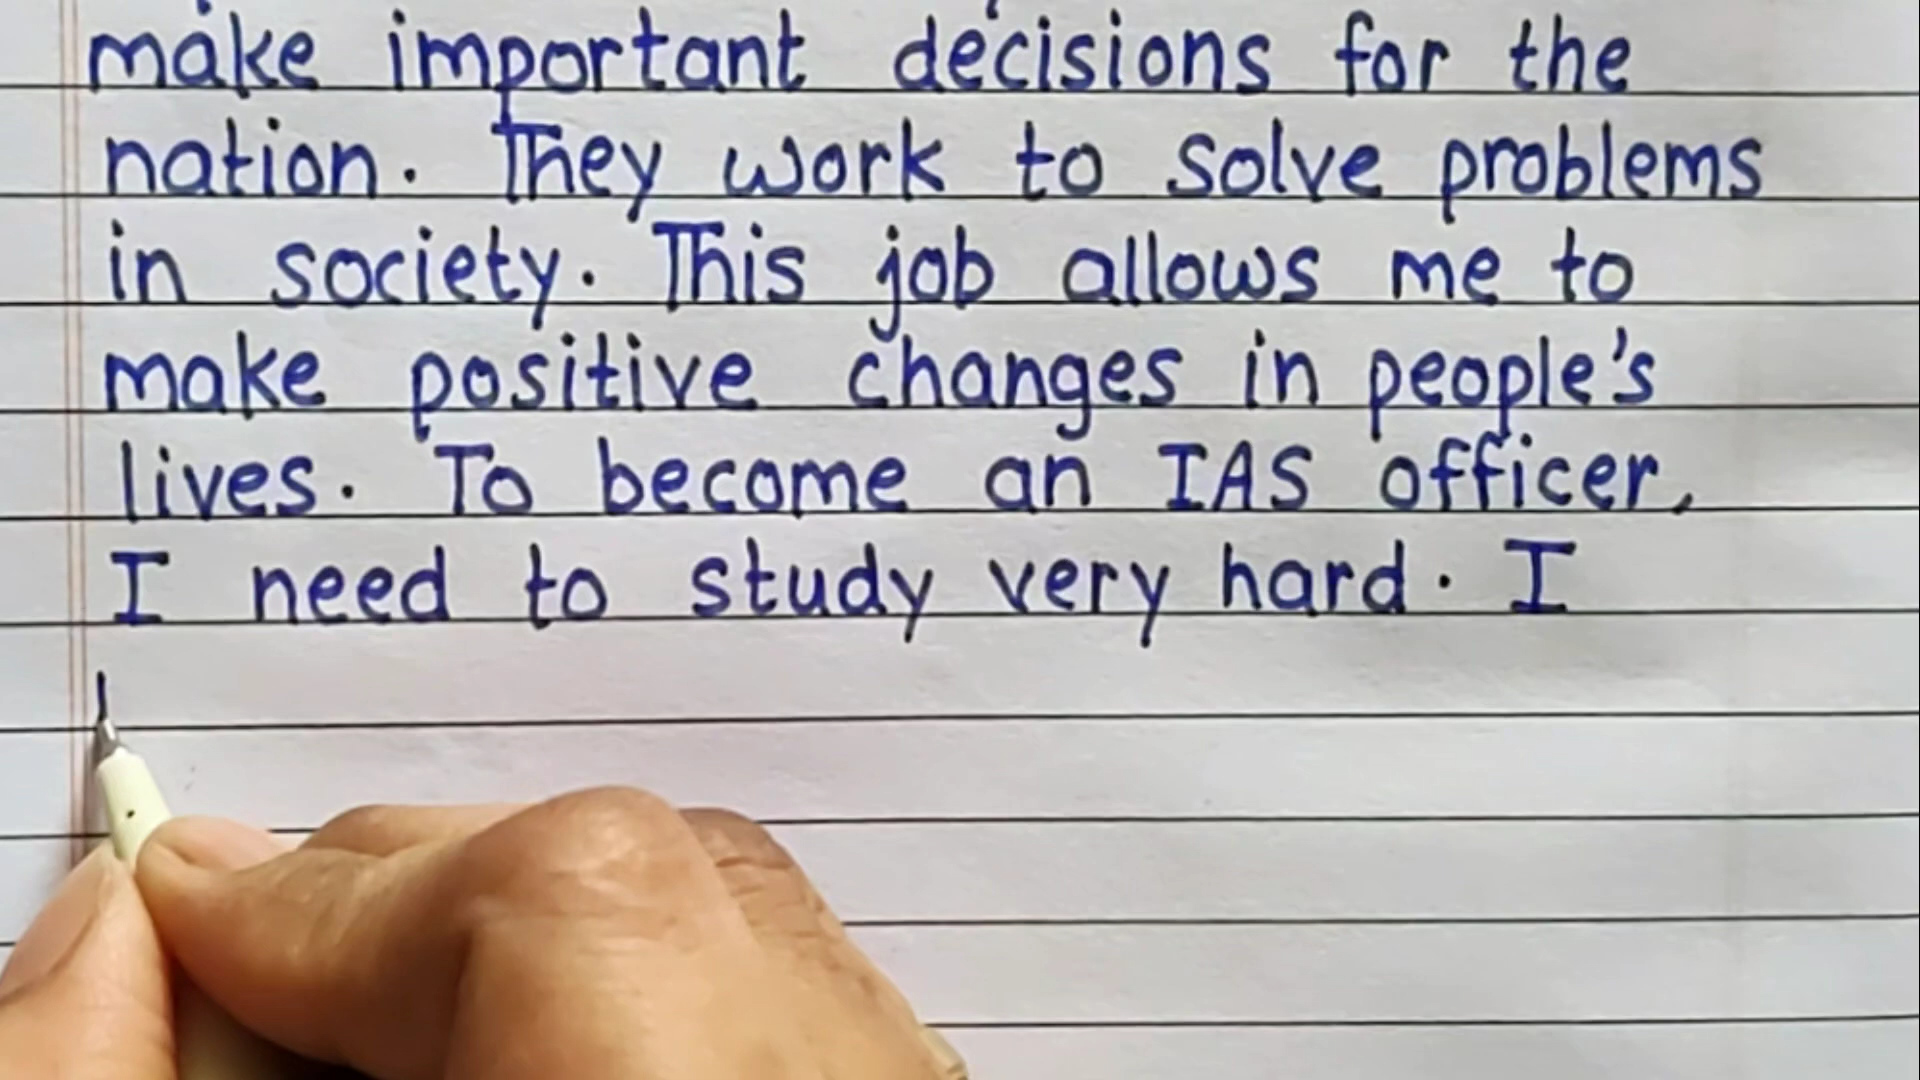 make important decisions for the
nation. They work to solve problems
in society. This job allows me to
make positive changes in people's
lives. To become an IAS officer,
I need to study very hard. I